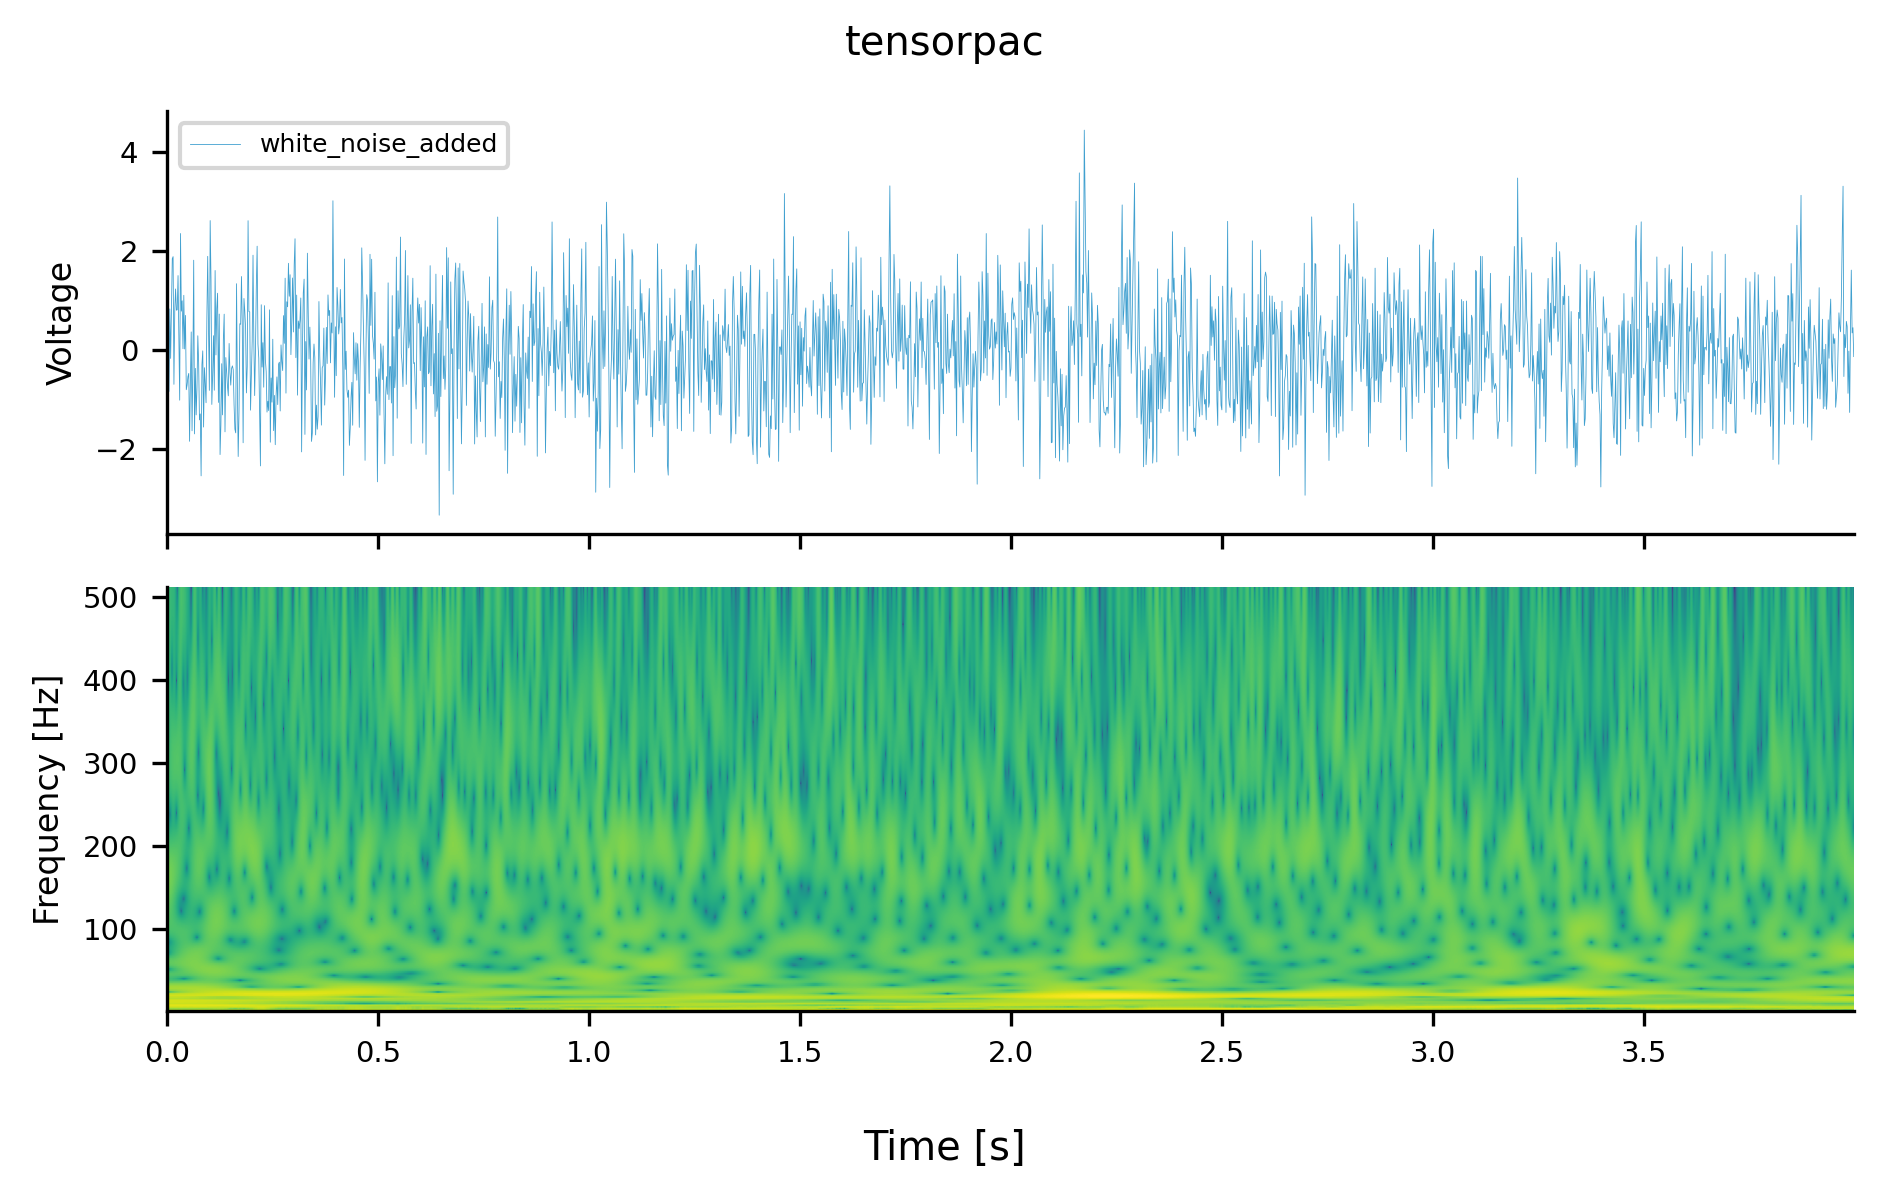 tensorpac
white_noise_added
Voltage
4
2
0
−2
Frequency [Hz]
500
400
300
200
100
0.0 0.5 1.0 1.5 2.0 2.5 3.0 3.5
Time [s]